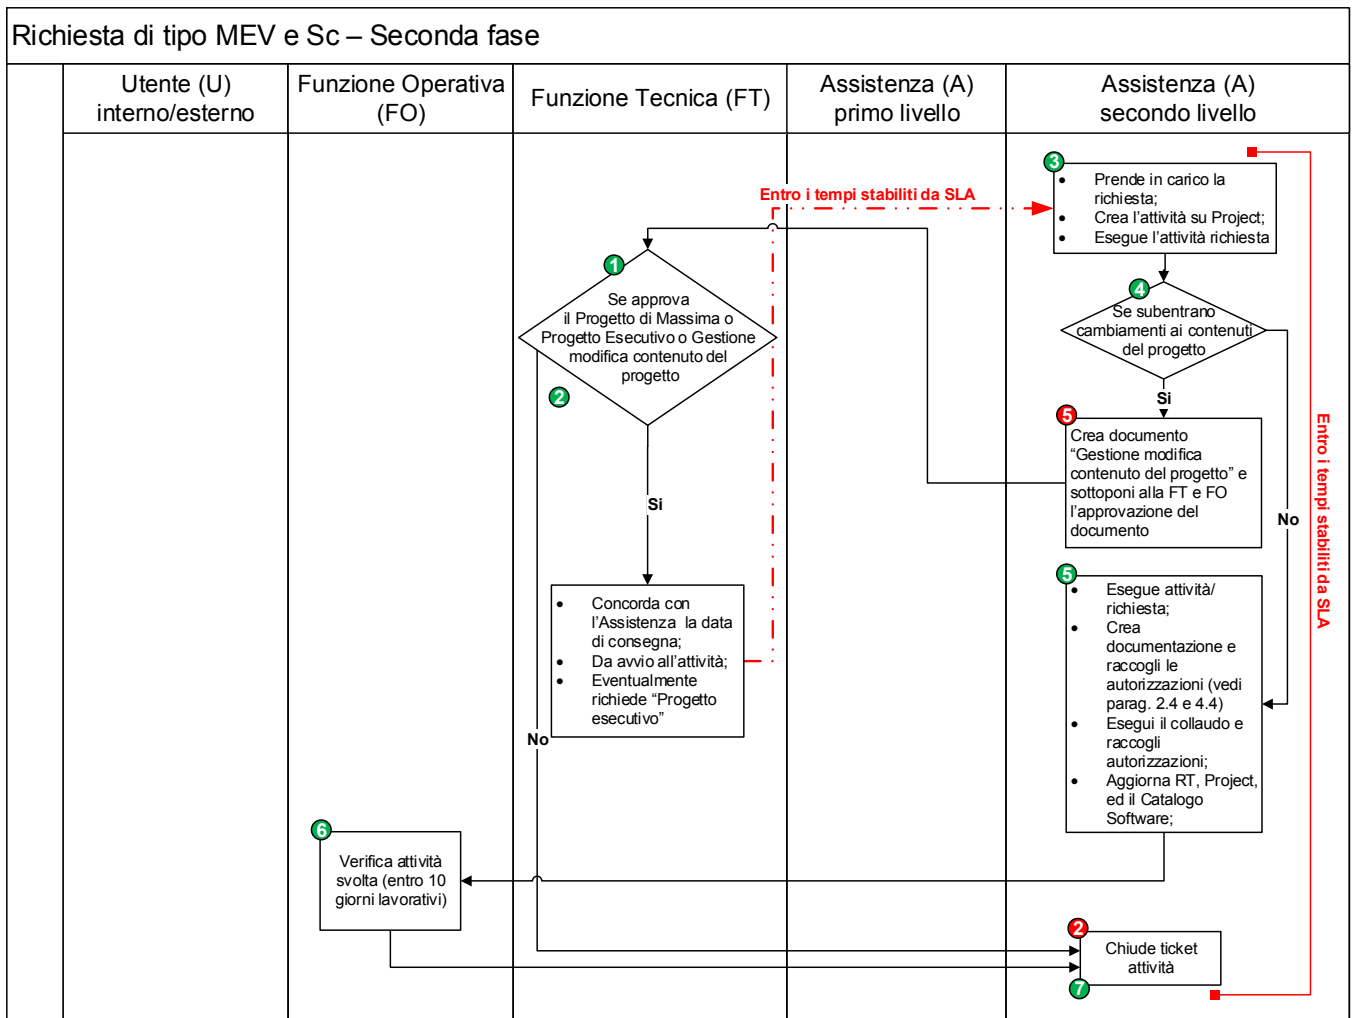 Richiesta di tipo MEV e Sc – Seconda fase
Utente (U)
interno/esterno
Funzione Operativa
(FO)
Funzione Tecnica (FT)
Assistenza (A)
primo livello
Assistenza (A)
secondo livello
3
• Prende in carico la
richiesta;
• Crea l’attività su Project;
• Esegue l’attività richiesta
Entro i tempi stabiliti da SLA
1
Se approva
il Progetto di Massima o
Progetto Esecutivo o Gestione
modifica contenuto del
progetto
2
4
Se subentrano
cambiamenti ai contenuti
del progetto
Si
5
Crea documento
“Gestione modifica
contenuto del progetto” e
sottoponi alla FT e FO
l’approvazione del
documento
No
Entro i tempi stabiliti da SLA
Si
• Concorda con
l’Assistenza la data
di consegna;
• Da avvio all’attività;
• Eventualmente
richiede “Progetto
esecutivo”
No
5
• Esegue attività/
richiesta;
• Crea
documentazione e
raccogli le
autorizzazioni (vedi
parag. 2.4 e 4.4)
• Esegui il collaudo e
raccogli
autorizzazioni;
• Aggiorna RT, Project,
ed il Catalogo
Software;
6
Verifica attività
svolta (entro 10
giorni lavorativi)
2
Chiude ticket
attività
7